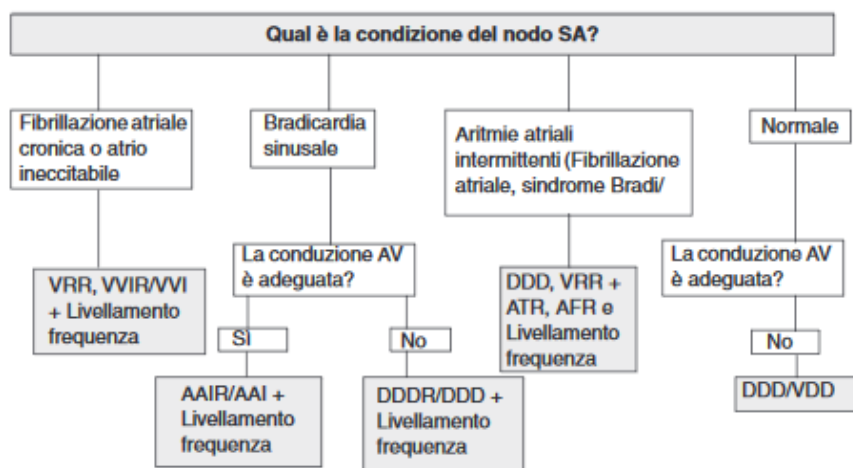 Qual è la condizione del nodo SA?
Fibrillazione atriale
cronica o atrio
ineccitabile
Bradicardia
sinusale
Aritmie atriali
intermittenti (Fibrillazione
atriale, sindrome Bradi/
Normale
VRR, VVIR/VVI
+ Livellamento
frequenza
La conduzione AV
è adeguata?
DDD, VRR +
ATR, AFR e
Livellamento
frequenza
La conduzione AV
è adeguata?
Sì
No
No
AAIR/AAI +
Livellamento
frequenza
DDDR/DDD +
Livellamento
frequenza
DDD/VDD